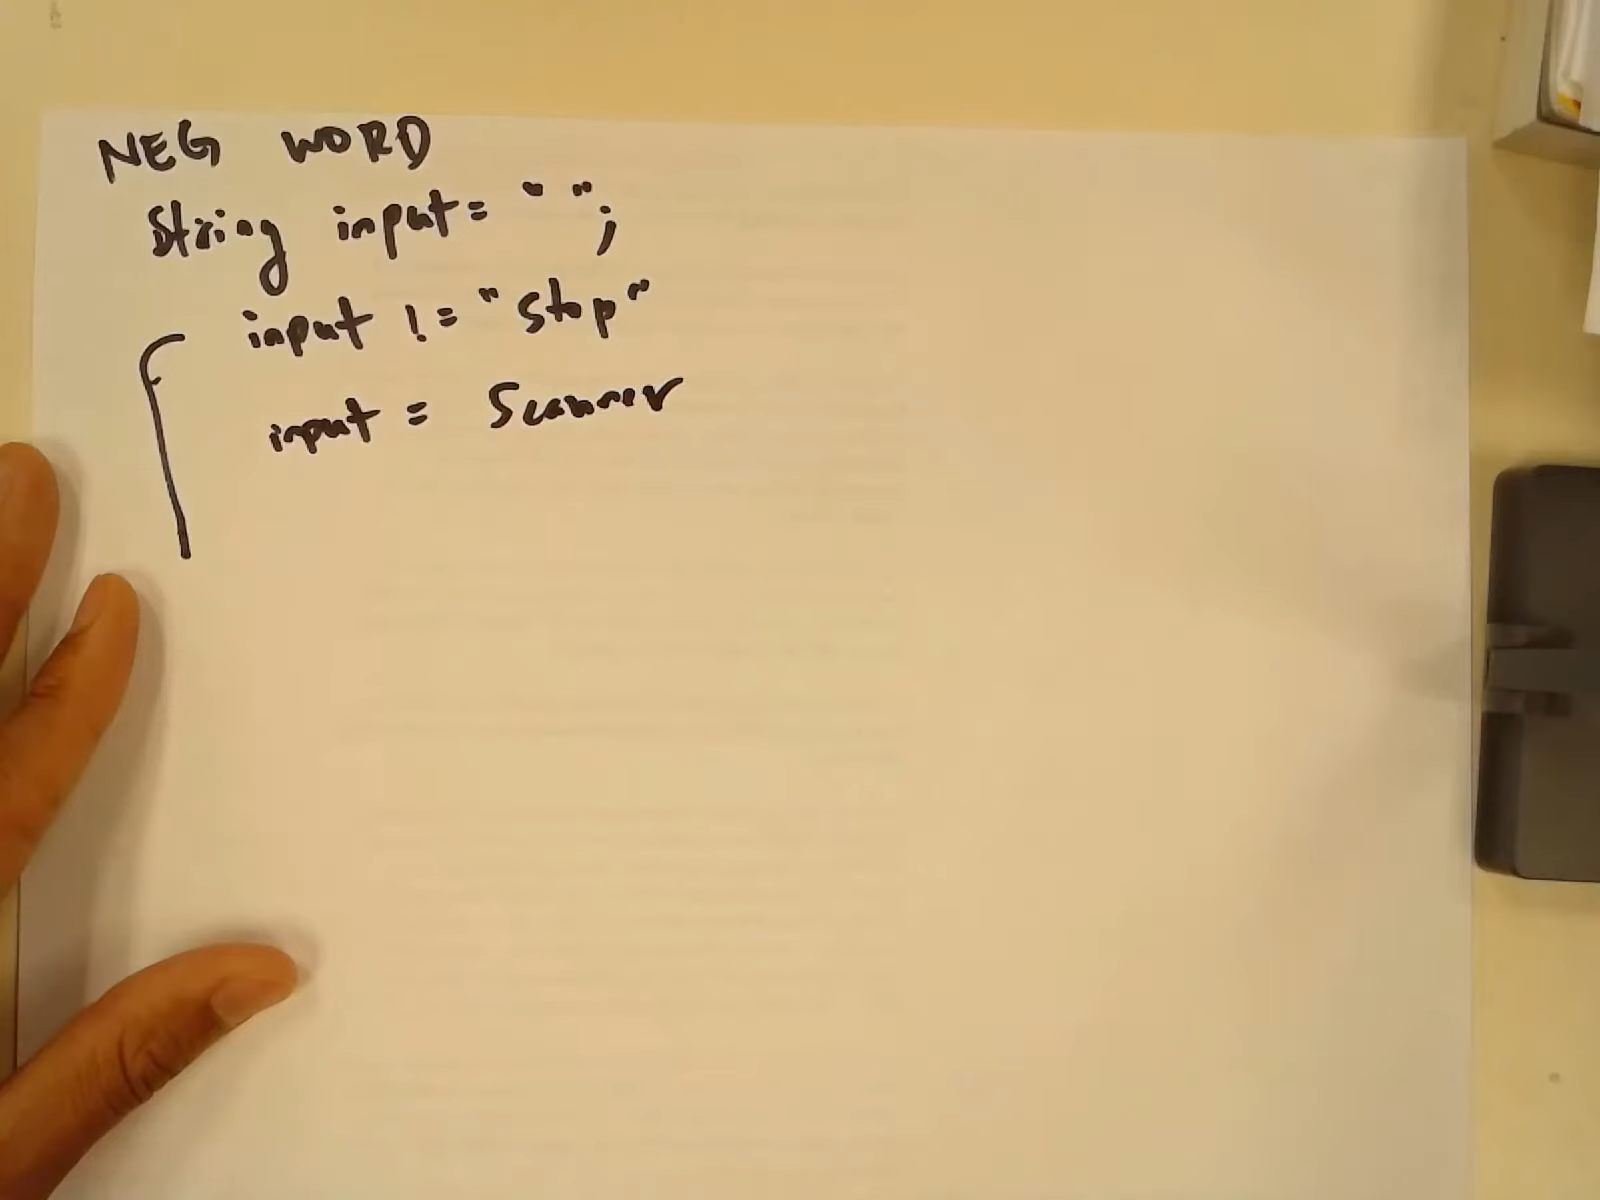 NEG WORD
String input = " ";
input != "stop"
input = Scanner